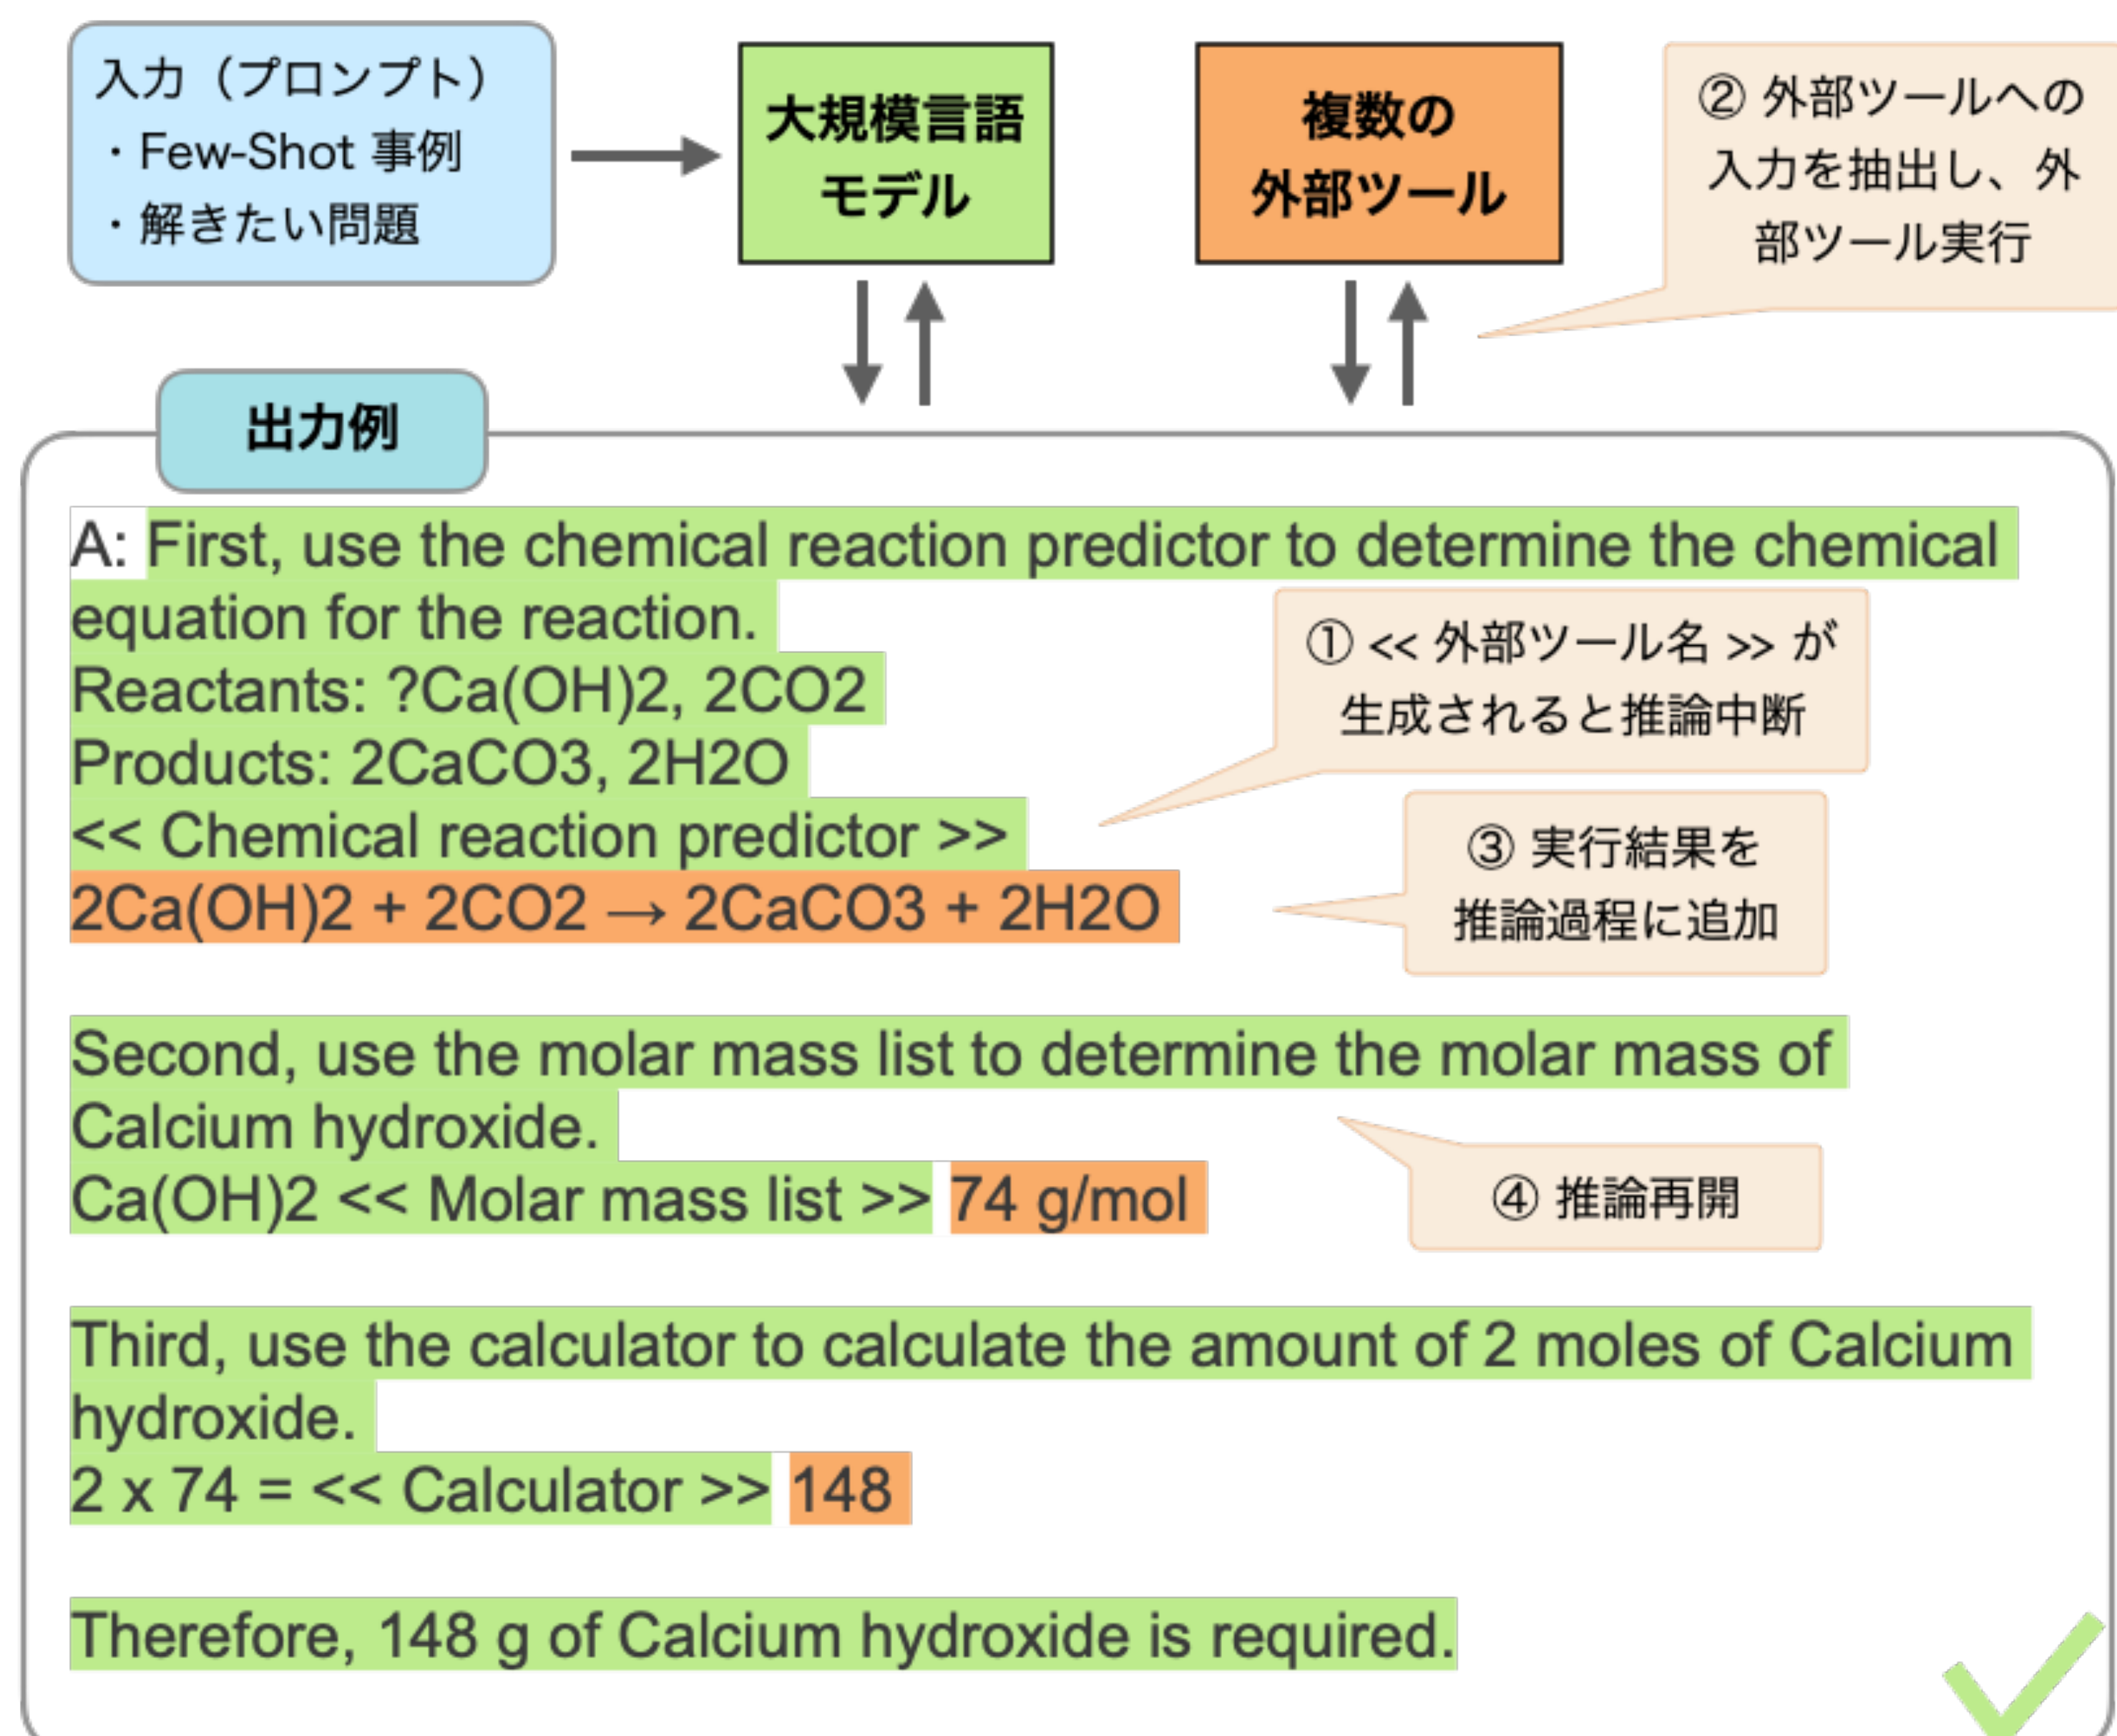 入力（プロンプト）
・Few-Shot 事例
・解きたい問題
大規模言語
モデル
複数の
外部ツール
② 外部ツールへの
入力を抽出し、外
部ツール実行
出力例
A: First, use the chemical reaction predictor to determine the chemical
equation for the reaction.
Reactants: ?Ca(OH)2, 2CO2
Products: 2CaCO3, 2H2O
<< Chemical reaction predictor >>
2Ca(OH)2 + 2CO2 → 2CaCO3 + 2H2O
① << 外部ツール名 >> が
生成されると推論中断
③ 実行結果を
推論過程に追加
Second, use the molar mass list to determine the molar mass of
Calcium hydroxide.
Ca(OH)2 << Molar mass list >> 74 g/mol
④ 推論再開
Third, use the calculator to calculate the amount of 2 moles of Calcium
hydroxide.
2 x 74 = << Calculator >> 148
Therefore, 148 g of Calcium hydroxide is required.